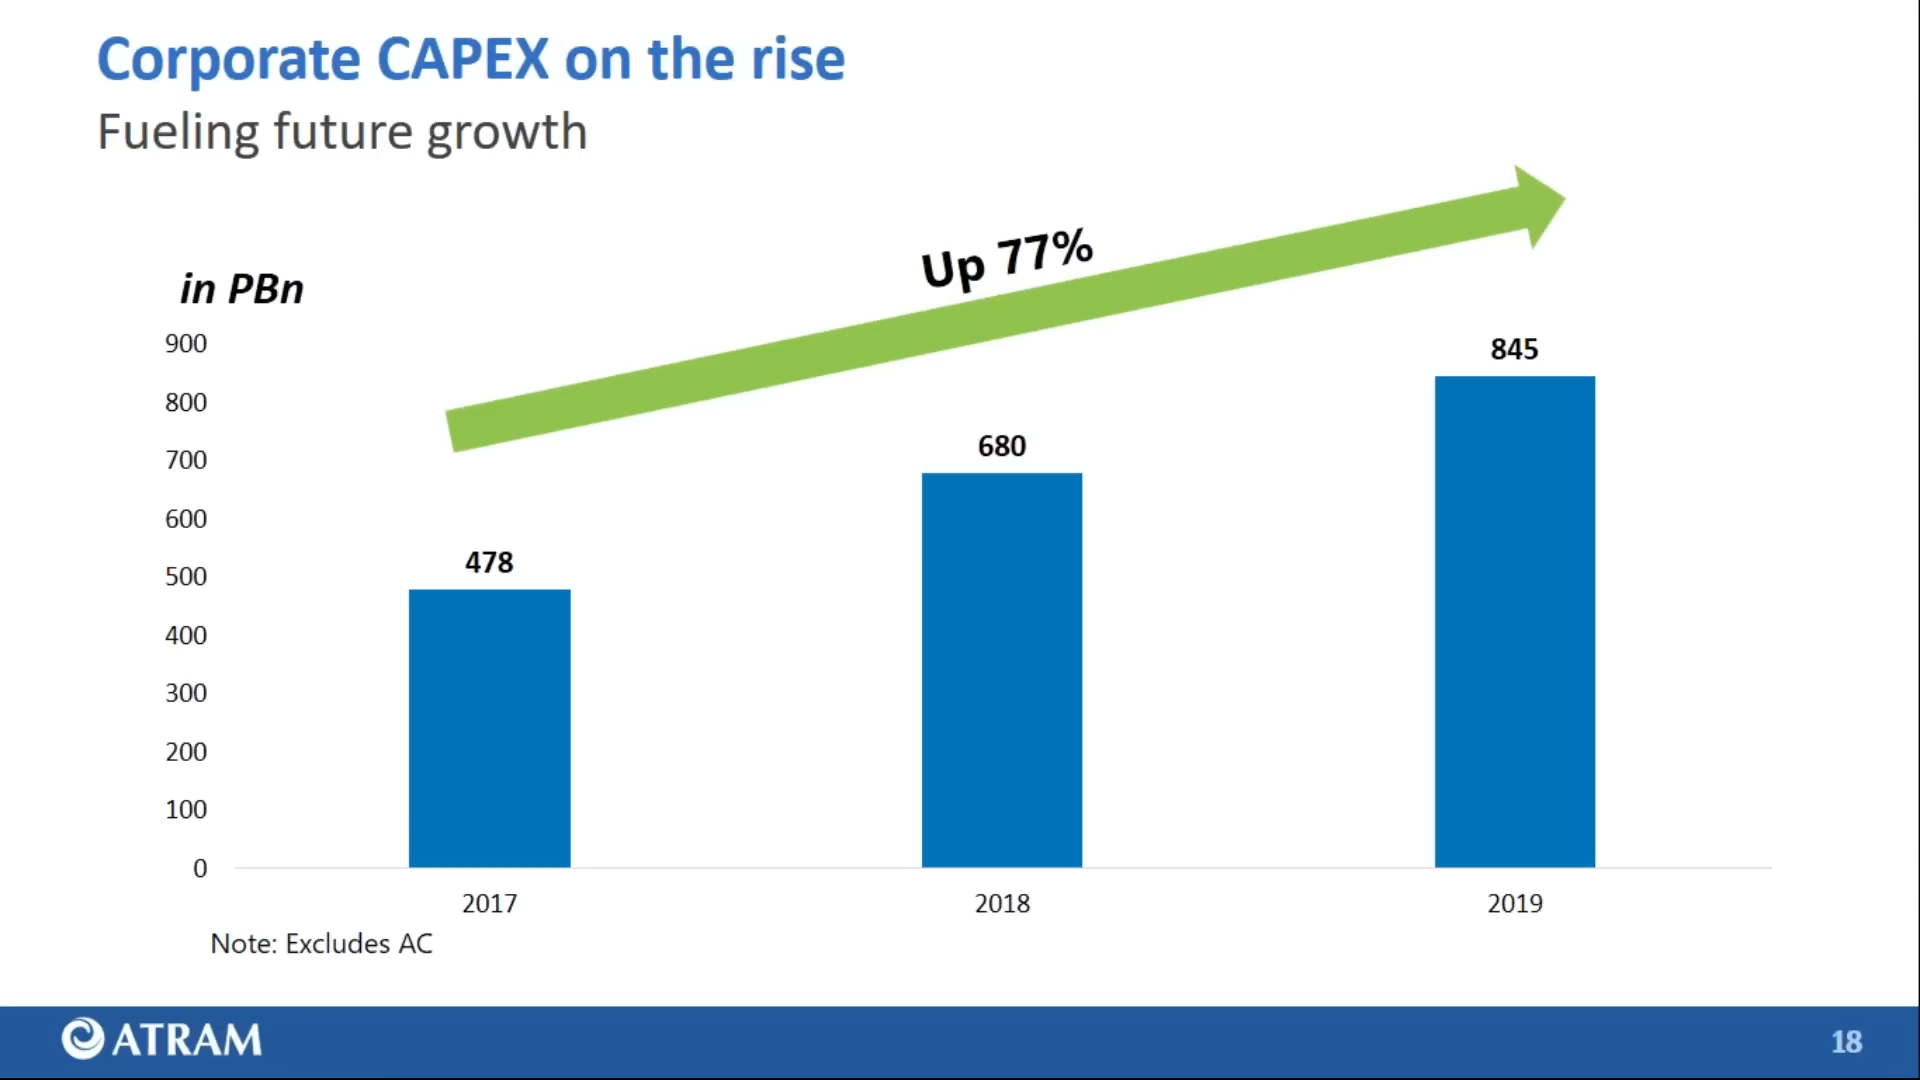 Corporate CAPEX on the rise
Fueling future growth
Up 77%
in PBn
900
800
700
600
500
400
300
200
100
0
478
680
845
2017
2018
2019
Note: Excludes AC
ATRAM
18